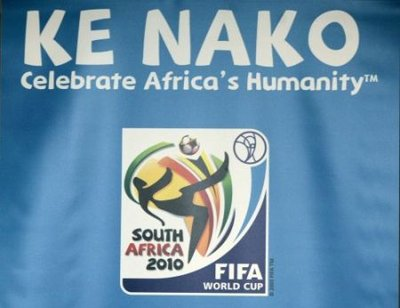 KE NAKO
Celebrate Africa's Humanity™
SOUTH
AFRICA
2010
FIFA
WORLD CUP